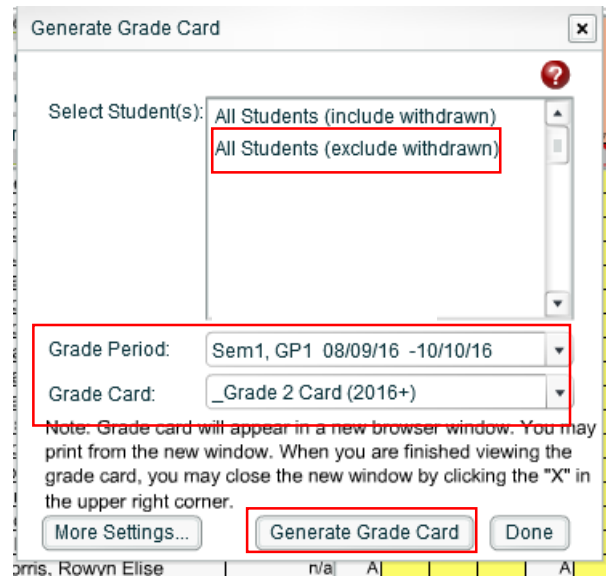 Generate Grade Card
x
?
Select Student(s):
All Students (include withdrawn)
All Students (exclude withdrawn)
Grade Period: Sem1, GP1 08/09/16 -10/10/16
Grade Card: _Grade 2 Card (2016+)
Note: Grade card will appear in a new browser window. You may
print from the new window. When you are finished viewing the
grade card, you may close the new window by clicking the "X" in
the upper right corner.
More Settings... Generate Grade Card Done
orris, Rowyn Elise n/a A A